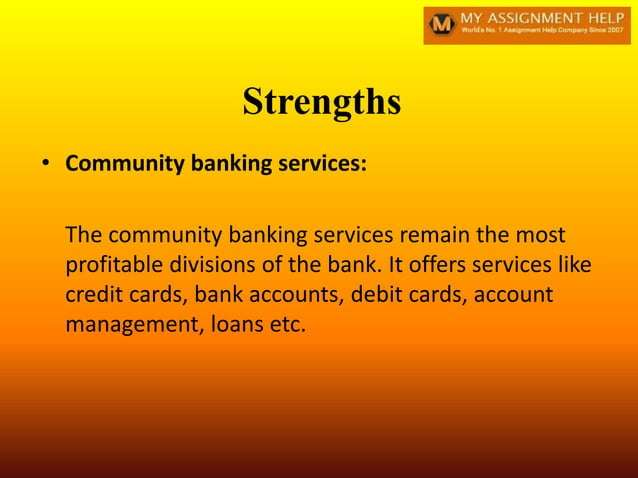 MY ASSIGNMENT HELP
World's No. 1 Assignment Help Company Since 2007
Strengths
• Community banking services:
The community banking services remain the most
profitable divisions of the bank. It offers services like
credit cards, bank accounts, debit cards, account
management, loans etc.